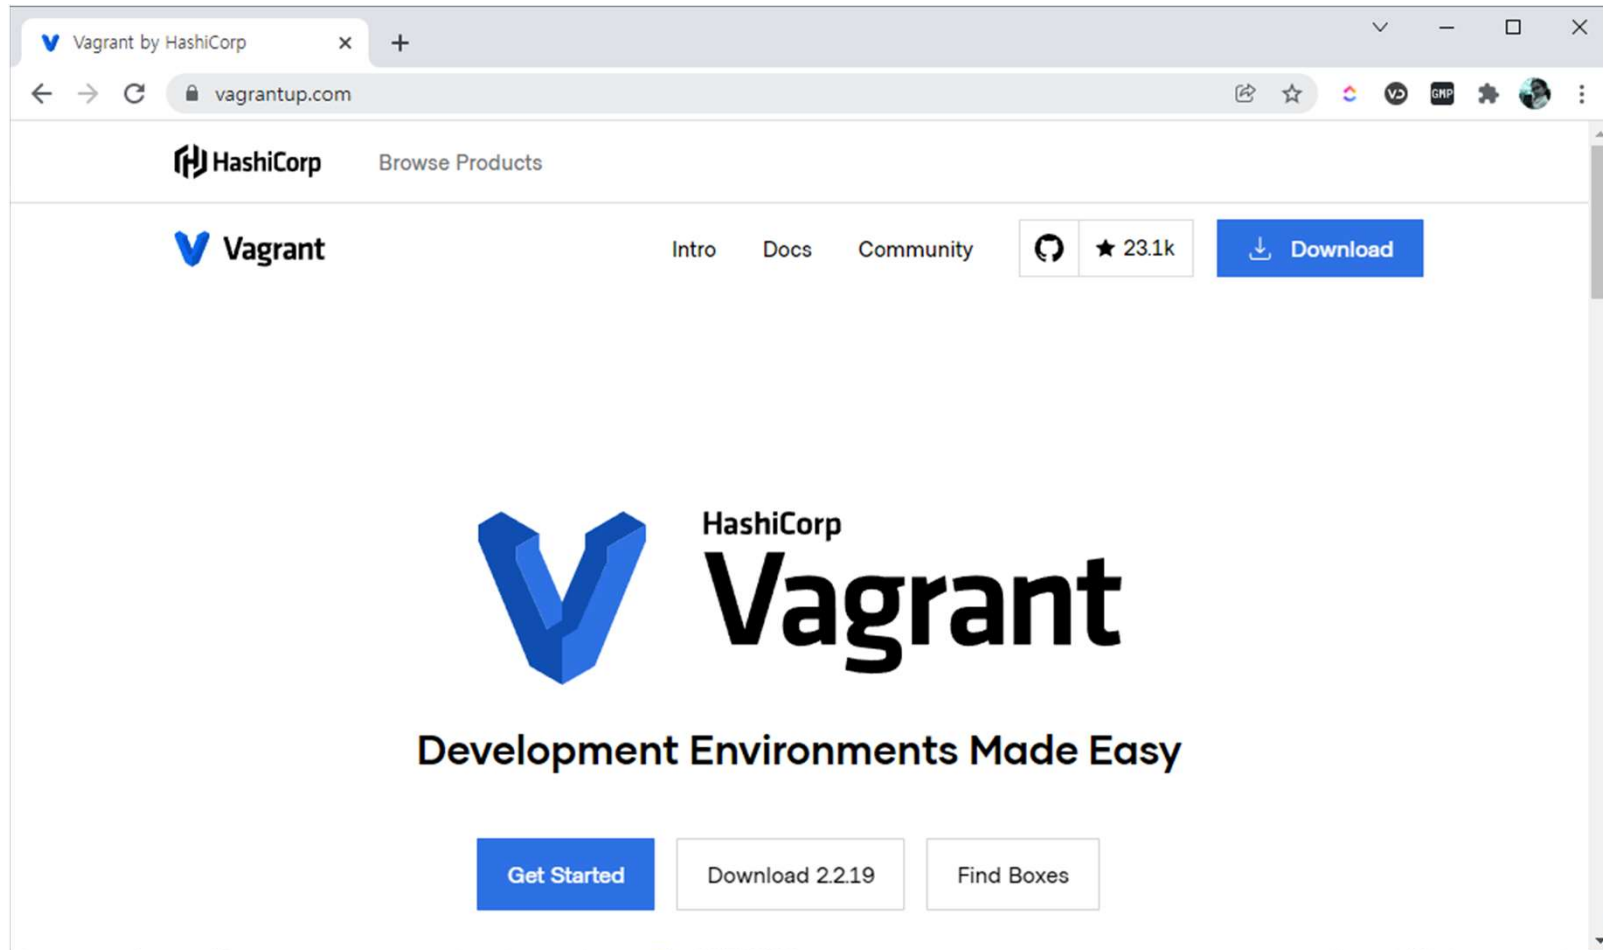 Vagrant by HashiCorp
vagrantup.com
GMP
HashiCorp Browse Products
Vagrant Intro Docs Community 23.1k Download
HashiCorp
Vagrant
Development Environments Made Easy
Get Started Download 2.2.19 Find Boxes